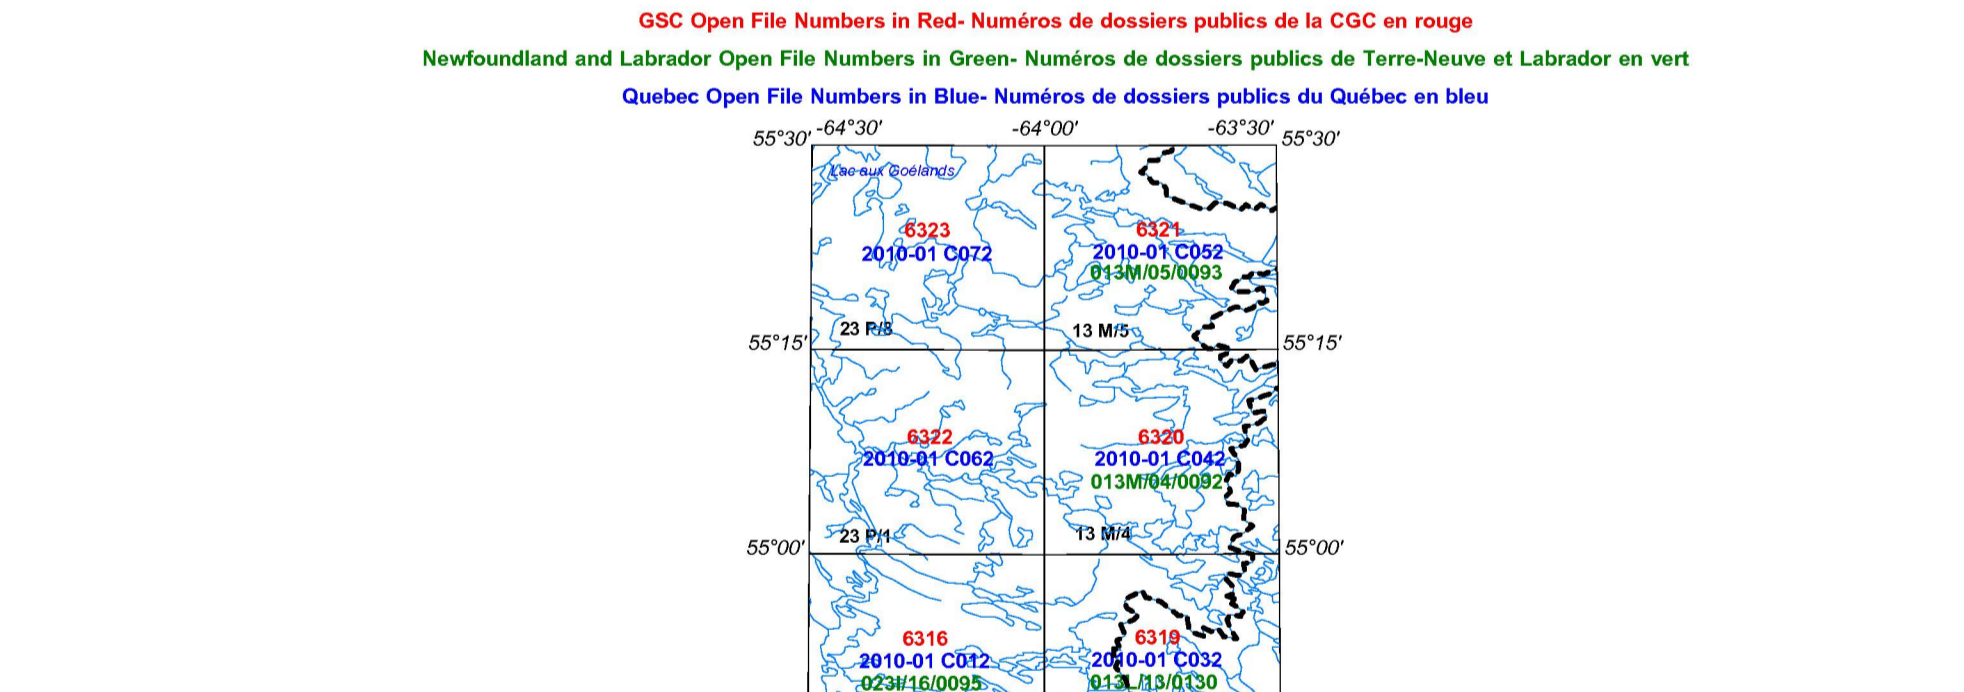 GSC Open File Numbers in Red- Numéros de dossiers publics de la CGC en rouge
Newfoundland and Labrador Open File Numbers in Green- Numéros de dossiers publics de Terre-Neuve et Labrador en vert
Quebec Open File Numbers in Blue- Numéros de dossiers publics du Québec en bleu
-64°30' -64°00' -63°30'
55°30' 55°30'
Lac aux Goélands
6323 6321
2010-01 C072 2010-01 C052
013M/05/0093
23 P/8 13 M/5
55°15' 55°15'
6322 6320
2010-01 C062 2010-01 C042
013M/04/0092
23 P/1 13 M/4
55°00' 55°00'
6316 6319
2010-01 C012 2010-01 C032
023I/16/0095 013L/13/0130